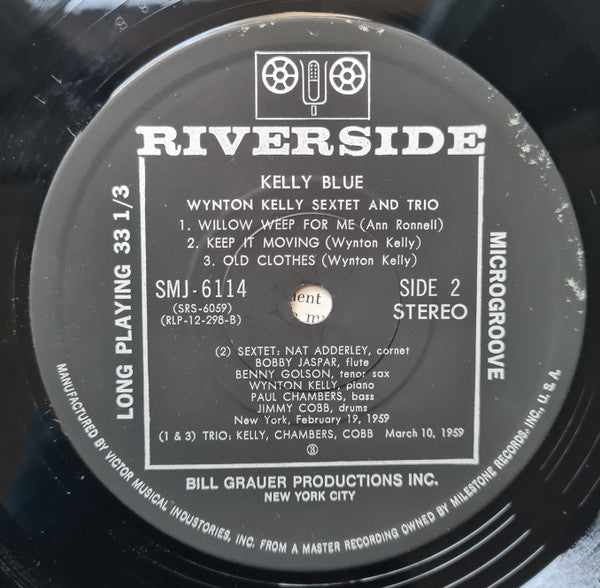 RIVERSIDE
KELLY BLUE
WYNTON KELLY SEXTET AND TRIO
1. WILLOW WEEP FOR ME (Ann Ronnell)
2. KEEP IT MOVING (Wynton Kelly)
3. OLD CLOTHES (Wynton Kelly)
SMJ-6114
(SRS-6059)
(RLP-12-298-B)
SIDE 2
STEREO
(2) SEXTET: NAT ADDERLEY, cornet
BOBBY JASPAR, flute
BENNY GOLSON, tenor sax
WYNTON KELLY, piano
PAUL CHAMBERS, bass
JIMMY COBB, drums
New York, February 19, 1959
(1 & 3) TRIO: KELLY, CHAMBERS, COBB March 10, 1959
BILL GRAUER PRODUCTIONS INC.
NEW YORK CITY
LONG PLAYING 33 1/3
MICROGROOVE
MANUFACTURED BY VICTOR MUSICAL INDUSTORIES, INC. FROM A MASTER RECORDING OWNED BY MILESTONE RECORDS, INC., U. S. A.